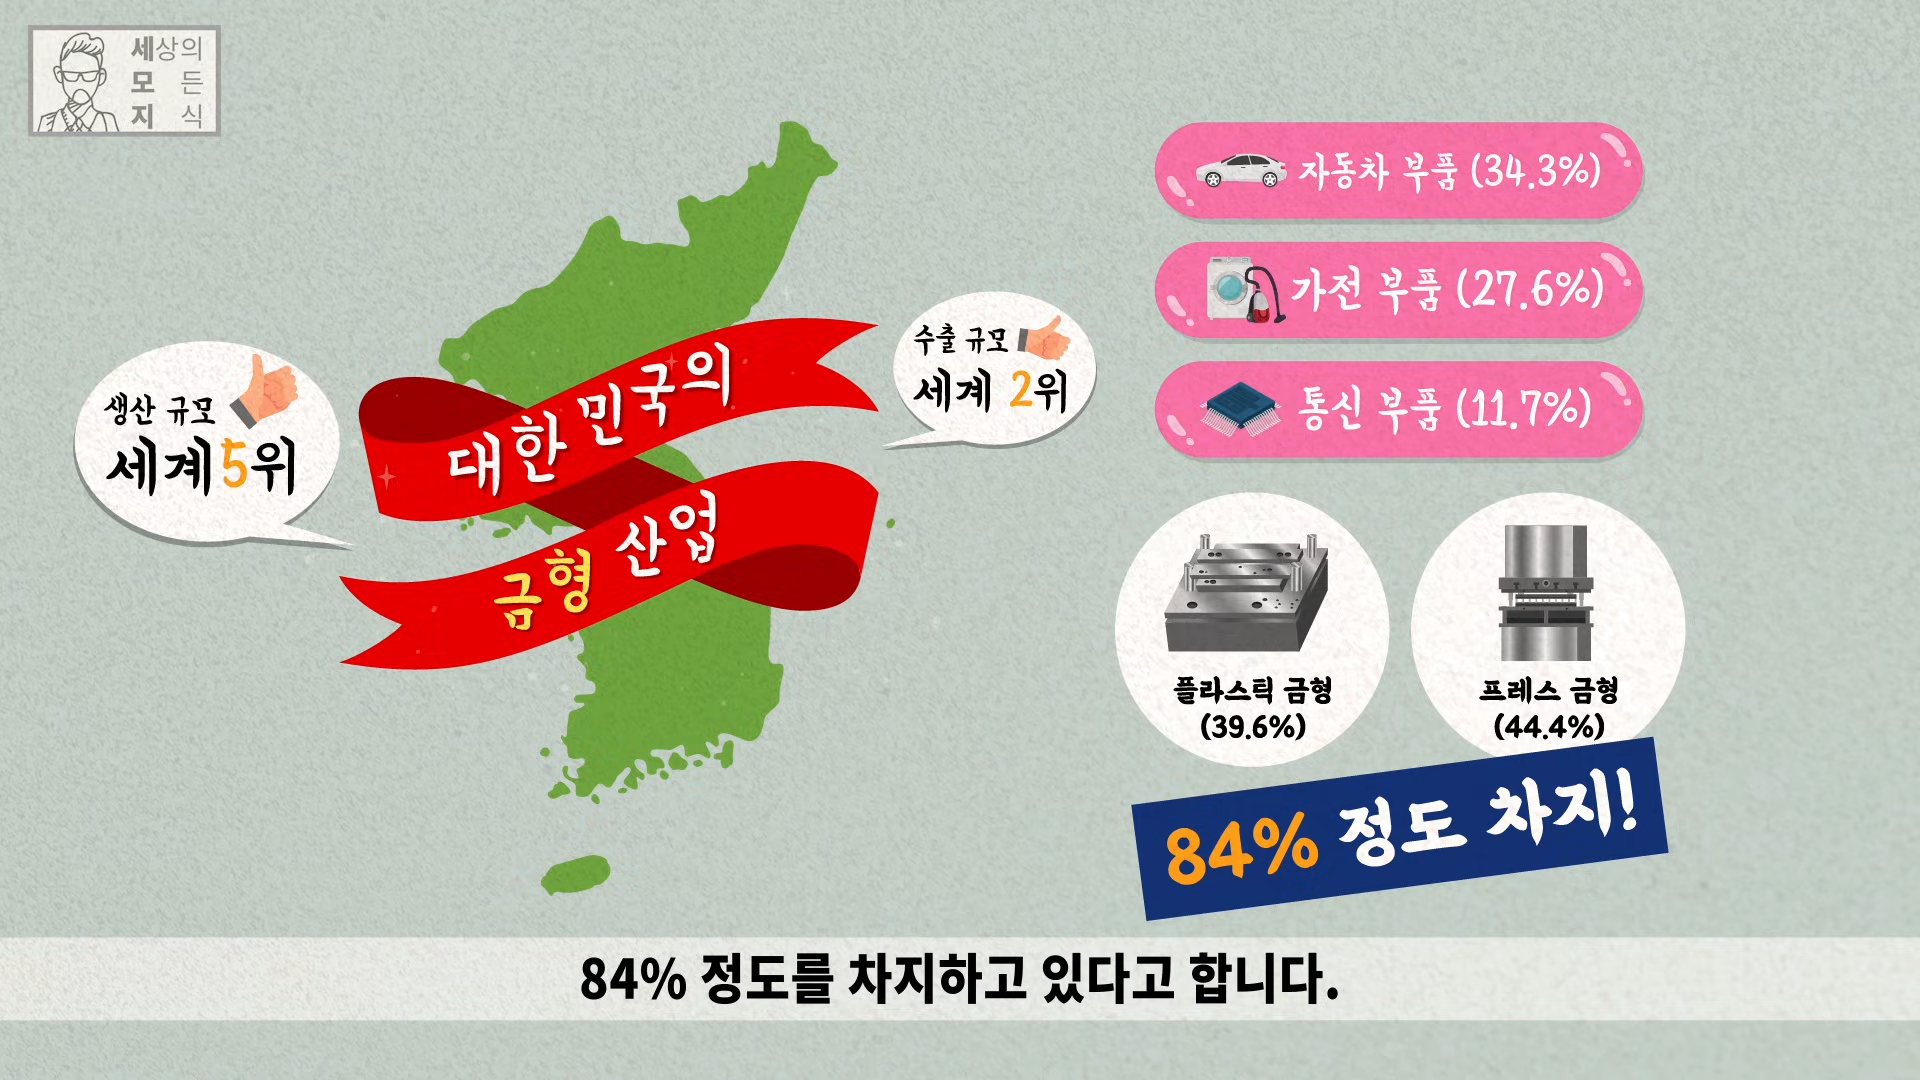 세상의
모든
지식
생산 규모
세계 5위
대한민국의
금형 산업
수출 규모
세계 2위
자동차 부품 (34.3%)
가전 부품 (27.6%)
통신 부품 (11.7%)
플라스틱 금형
(39.6%)
프레스 금형
(44.4%)
84% 정도 차지!
84% 정도를 차지하고 있다고 합니다.